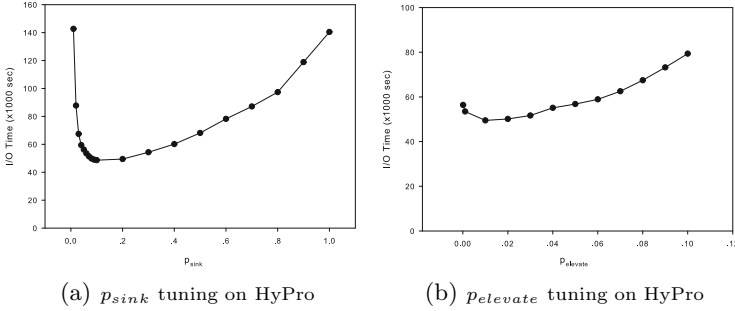 160
140
120
100
80
60
40
20
0
I/O Time (x1000 sec)
0.0 .2 .4 .6 .8 1.0
p_sink
(a) p_sink tuning on HyPro
100
80
60
40
20
0
I/O Time (x1000 sec)
0.00 .02 .04 .06 .08 .10 .12
p_elevate
(b) p_elevate tuning on HyPro